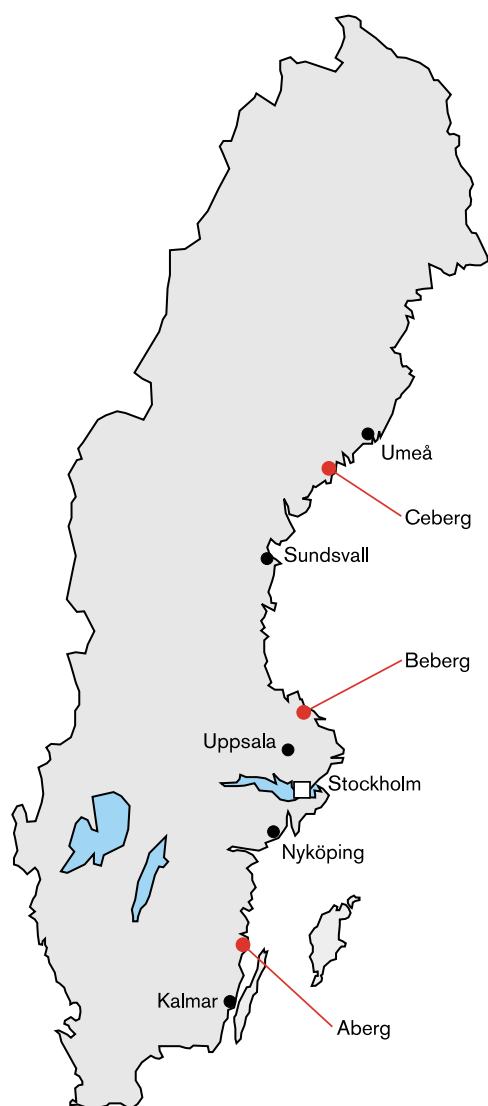 Umeå
Ceberg
Sundsvall
Beberg
Uppsala
Stockholm
Nyköping
Kalmar
Aberg